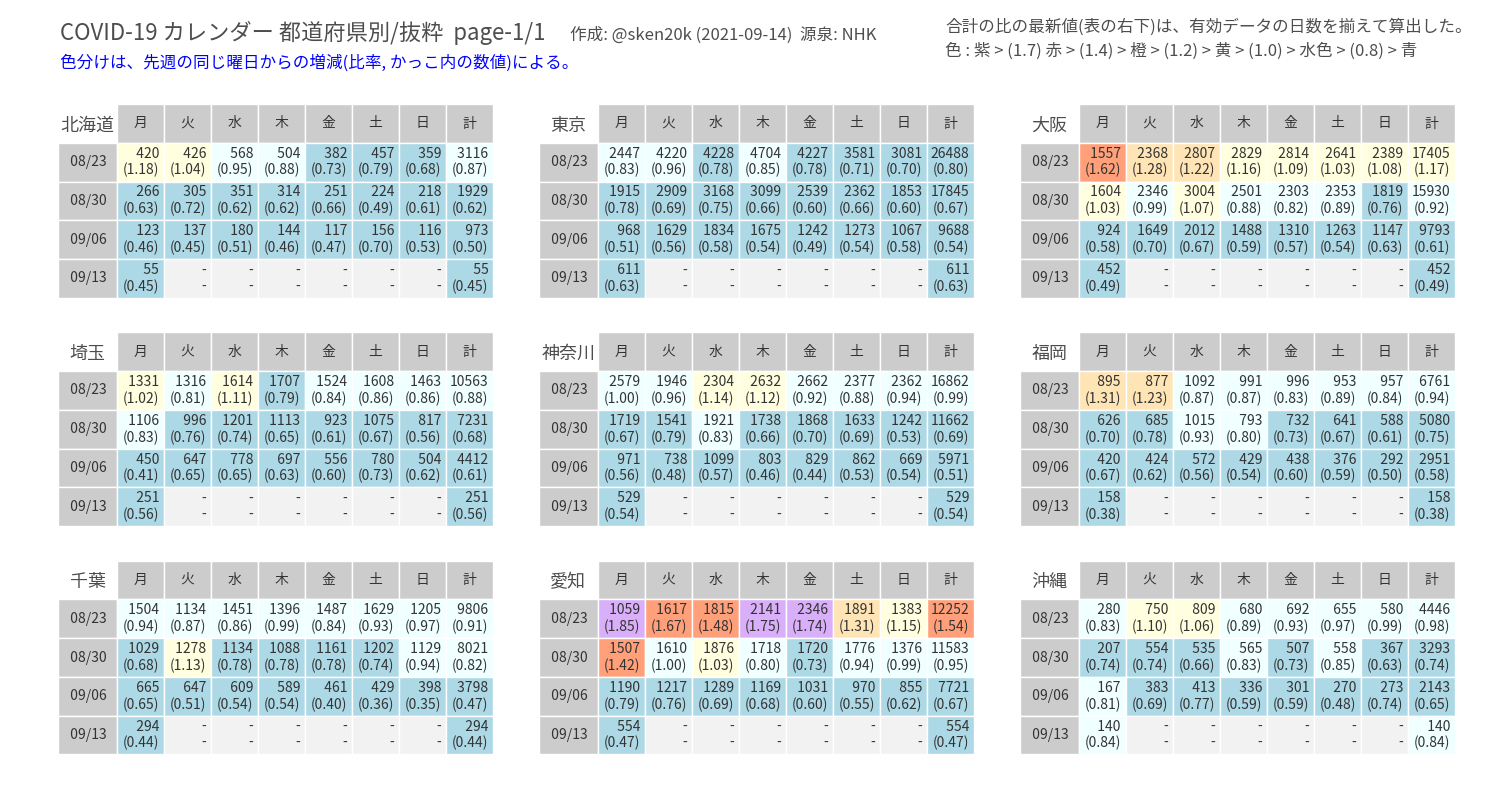 COVID-19 カレンダー 都道府県別/抜粋 page-1/1 作成: @sken20k (2021-09-14) 源泉: NHK
色分けは、先週の同じ曜日からの増減(比率, かっこ内の数値)による。
合計の比の最新値(表の右下)は、有効データの日数を揃えて算出した。
色 : 紫 > (1.7) 赤 > (1.4) > 橙 > (1.2) > 黄 > (1.0) > 水色 > (0.8) > 青
北海道 月 火 水 木 金 土 日 計
08/23 420 426 568 504 382 457 359 3116
(1.18) (1.04) (0.95) (0.88) (0.73) (0.79) (0.68) (0.87)
08/30 266 305 351 314 251 224 218 1929
(0.63) (0.72) (0.62) (0.62) (0.66) (0.49) (0.61) (0.62)
09/06 123 137 180 144 117 156 116 973
(0.46) (0.45) (0.51) (0.46) (0.47) (0.70) (0.53) (0.50)
09/13 55 - - - - - - 55
(0.45) - - - - - - (0.45)
東京 月 火 水 木 金 土 日 計
08/23 2447 4220 4228 4704 4227 3581 3081 26488
(0.83) (0.96) (0.78) (0.85) (0.78) (0.71) (0.70) (0.80)
08/30 1915 2909 3168 3099 2539 2362 1853 17845
(0.78) (0.69) (0.75) (0.66) (0.60) (0.66) (0.60) (0.67)
09/06 968 1629 1834 1675 1242 1273 1067 9688
(0.51) (0.56) (0.58) (0.54) (0.49) (0.54) (0.58) (0.54)
09/13 611 - - - - - - 611
(0.63) - - - - - - (0.63)
大阪 月 火 水 木 金 土 日 計
08/23 1557 2368 2807 2829 2814 2641 2389 17405
(1.62) (1.28) (1.22) (1.16) (1.09) (1.03) (1.08) (1.17)
08/30 1604 2346 3004 2501 2303 2353 1819 15930
(1.03) (0.99) (1.07) (0.88) (0.82) (0.89) (0.76) (0.92)
09/06 924 1649 2012 1488 1310 1263 1147 9793
(0.58) (0.70) (0.67) (0.59) (0.57) (0.54) (0.63) (0.61)
09/13 452 - - - - - - 452
(0.49) - - - - - - (0.49)
埼玉 月 火 水 木 金 土 日 計
08/23 1331 1316 1614 1707 1524 1608 1463 10563
(1.02) (0.81) (1.11) (0.79) (0.84) (0.86) (0.86) (0.88)
08/30 1106 996 1201 1113 923 1075 817 7231
(0.83) (0.76) (0.74) (0.65) (0.61) (0.67) (0.56) (0.68)
09/06 450 647 778 697 556 780 504 4412
(0.41) (0.65) (0.65) (0.63) (0.60) (0.73) (0.62) (0.61)
09/13 251 - - - - - - 251
(0.56) - - - - - - (0.56)
神奈川 月 火 水 木 金 土 日 計
08/23 2579 1946 2304 2632 2662 2377 2362 16862
(1.00) (0.96) (1.14) (1.12) (0.92) (0.88) (0.94) (0.99)
08/30 1719 1541 1921 1738 1868 1633 1242 11662
(0.67) (0.79) (0.83) (0.66) (0.70) (0.69) (0.53) (0.69)
09/06 971 738 1099 803 829 862 669 5971
(0.56) (0.48) (0.57) (0.46) (0.44) (0.53) (0.54) (0.51)
09/13 529 - - - - - - 529
(0.54) - - - - - - (0.54)
福岡 月 火 水 木 金 土 日 計
08/23 895 877 1092 991 996 953 957 6761
(1.31) (1.23) (0.87) (0.87) (0.83) (0.89) (0.84) (0.94)
08/30 626 685 1015 793 732 641 588 5080
(0.70) (0.78) (0.93) (0.80) (0.73) (0.67) (0.61) (0.75)
09/06 420 424 572 429 438 376 292 2951
(0.67) (0.62) (0.56) (0.54) (0.60) (0.59) (0.50) (0.58)
09/13 158 - - - - - - 158
(0.38) - - - - - - (0.38)
千葉 月 火 水 木 金 土 日 計
08/23 1504 1134 1451 1396 1487 1629 1205 9806
(0.94) (0.87) (0.86) (0.99) (0.84) (0.93) (0.97) (0.91)
08/30 1029 1278 1134 1088 1161 1202 1129 8021
(0.68) (1.13) (0.78) (0.78) (0.78) (0.74) (0.94) (0.82)
09/06 665 647 609 589 461 429 398 3798
(0.65) (0.51) (0.54) (0.54) (0.40) (0.36) (0.35) (0.47)
09/13 294 - - - - - - 294
(0.44) - - - - - - (0.44)
愛知 月 火 水 木 金 土 日 計
08/23 1059 1617 1815 2141 2346 1891 1383 12252
(1.85) (1.67) (1.48) (1.75) (1.74) (1.31) (1.15) (1.54)
08/30 1507 1610 1876 1718 1720 1776 1376 11583
(1.42) (1.00) (1.03) (0.80) (0.73) (0.94) (0.99) (0.95)
09/06 1190 1217 1289 1169 1031 970 855 7721
(0.79) (0.76) (0.69) (0.68) (0.60) (0.55) (0.62) (0.67)
09/13 554 - - - - - - 554
(0.47) - - - - - - (0.47)
沖縄 月 火 水 木 金 土 日 計
08/23 280 750 809 680 692 655 580 4446
(0.83) (1.10) (1.06) (0.89) (0.93) (0.97) (0.99) (0.98)
08/30 207 554 535 565 507 558 367 3293
(0.74) (0.74) (0.66) (0.83) (0.73) (0.85) (0.63) (0.74)
09/06 167 383 413 336 301 270 273 2143
(0.81) (0.69) (0.77) (0.59) (0.59) (0.48) (0.74) (0.65)
09/13 140 - - - - - - 140
(0.84) - - - - - - (0.84)